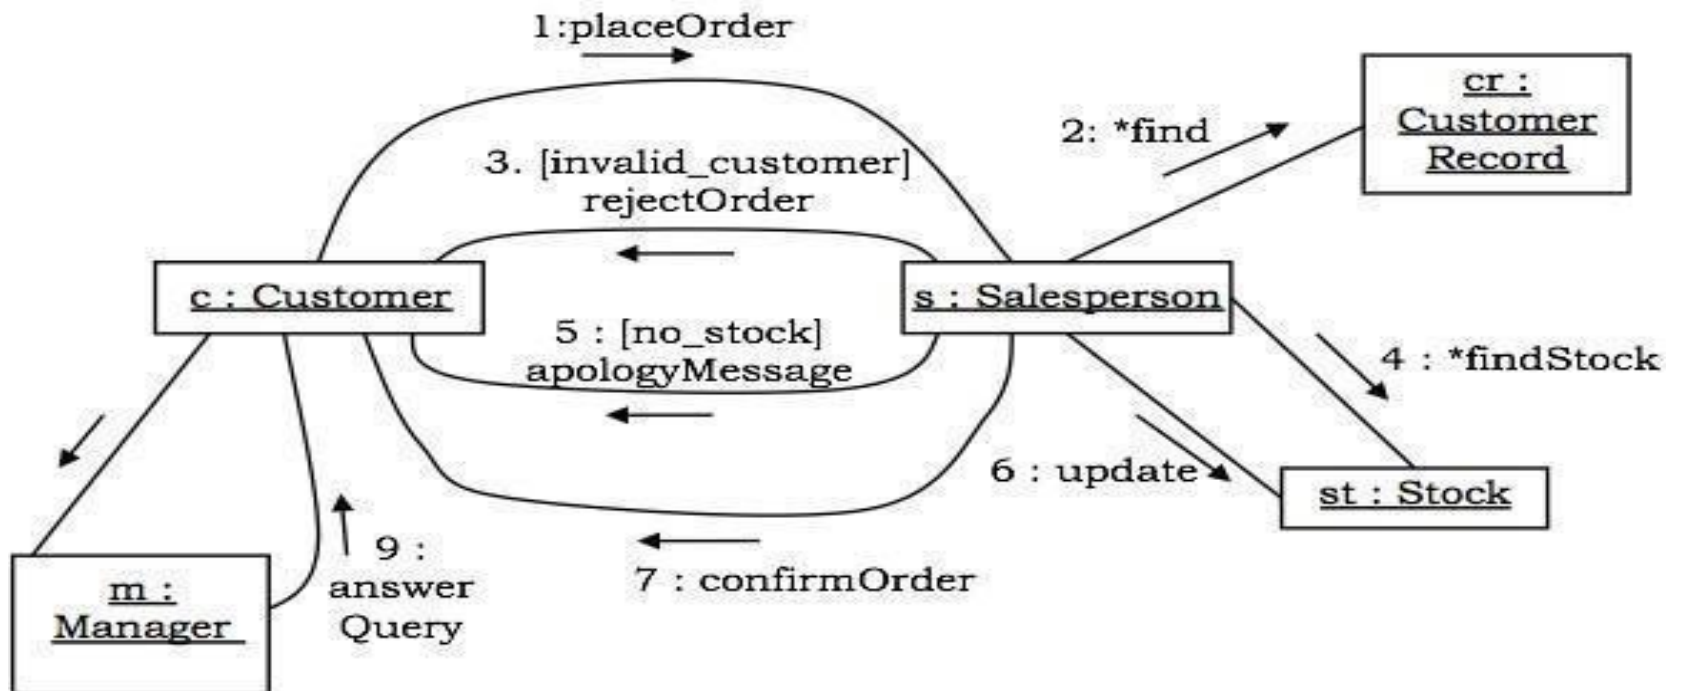 1:placeOrder
cr :
Customer
Record
2: *find
3. [invalid_customer]
rejectOrder
c : Customer
s : Salesperson
5 : [no_stock]
apologyMessage
4 : *findStock
6 : update
st : Stock
9 :
answer
Query
7 : confirmOrder
m :
Manager